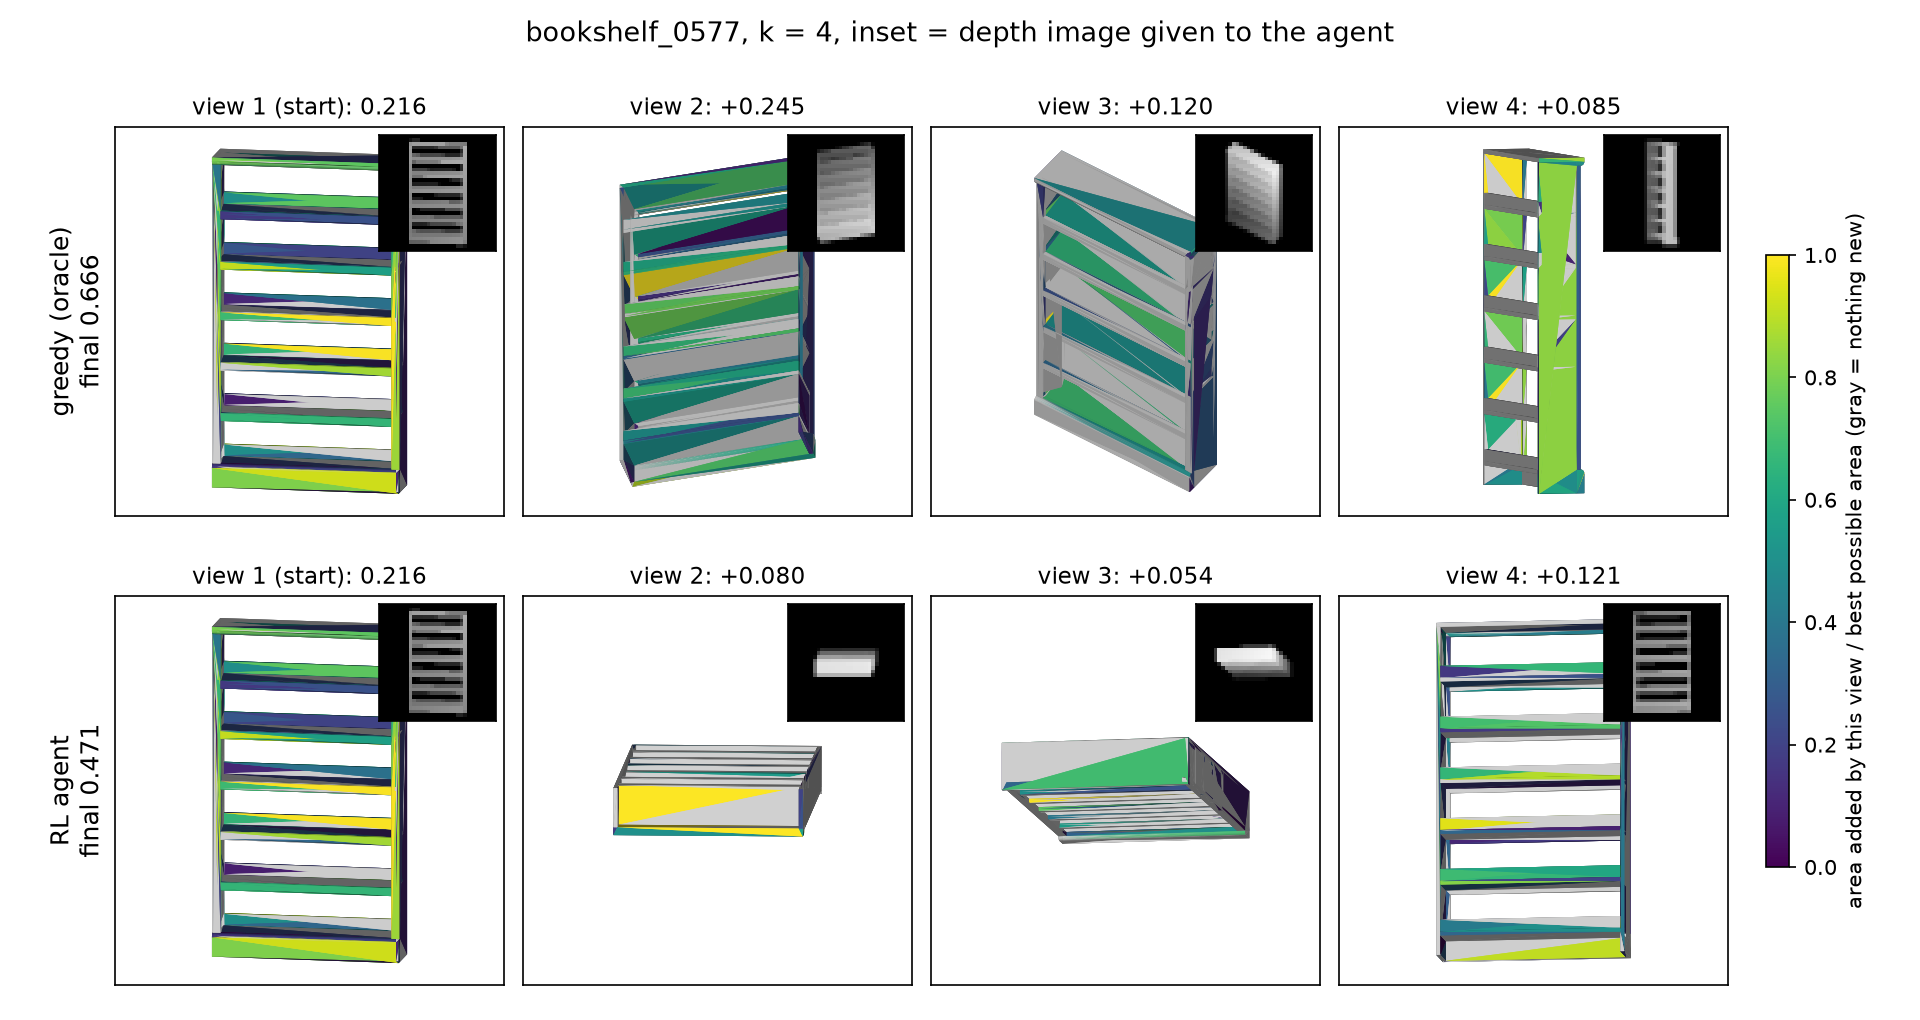 bookshelf_0577, k = 4, inset = depth image given to the agent
view 1 (start): 0.216
view 2: +0.245
view 3: +0.120
view 4: +0.085
greedy (oracle)
final 0.666
view 1 (start): 0.216
view 2: +0.080
view 3: +0.054
view 4: +0.121
RL agent
final 0.471
1.0
0.8
0.6
0.4
0.2
0.0
area added by this view / best possible area (gray = nothing new)